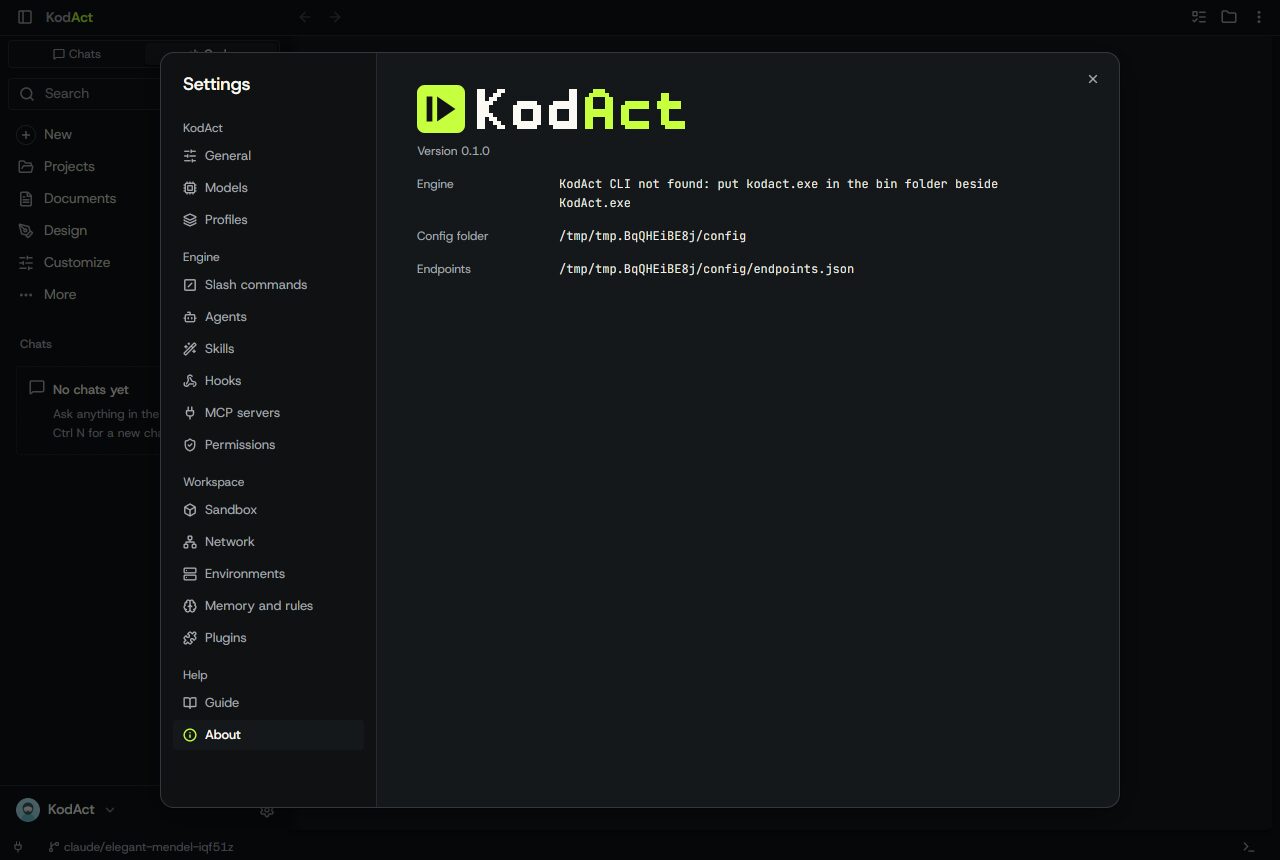 KodAct
Chats
Search
New
Projects
Documents
Design
Customize
More
Chats
No chats yet
Ask anything in the
Ctrl N for a new cha
KodAct
claude/elegant-mendel-iqf51z
Settings
KodAct
General
Models
Profiles
Engine
Slash commands
Agents
Skills
Hooks
MCP servers
Permissions
Workspace
Sandbox
Network
Environments
Memory and rules
Plugins
Help
Guide
About
KodAct
Version 0.1.0
Engine
KodAct CLI not found: put kodact.exe in the bin folder beside
KodAct.exe
Config folder
/tmp/tmp.BqQHEiBE8j/config
Endpoints
/tmp/tmp.BqQHEiBE8j/config/endpoints.json